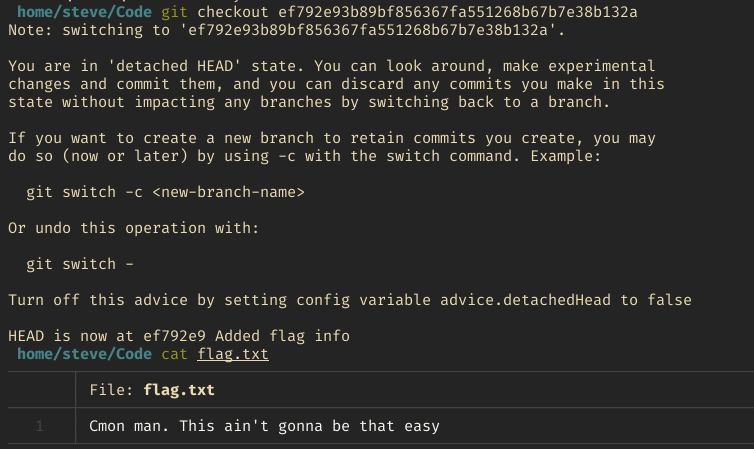 home/steve/Code git checkout ef792e93b89bf856367fa551268b67b7e38b132a
Note: switching to 'ef792e93b89bf856367fa551268b67b7e38b132a'.
You are in 'detached HEAD' state. You can look around, make experimental
changes and commit them, and you can discard any commits you make in this
state without impacting any branches by switching back to a branch.
If you want to create a new branch to retain commits you create, you may
do so (now or later) by using -c with the switch command. Example:
git switch -c <new-branch-name>
Or undo this operation with:
git switch -
Turn off this advice by setting config variable advice.detachedHead to false
HEAD is now at ef792e9 Added flag info
home/steve/Code cat flag.txt
File: flag.txt
1 Cmon man. This ain't gonna be that easy